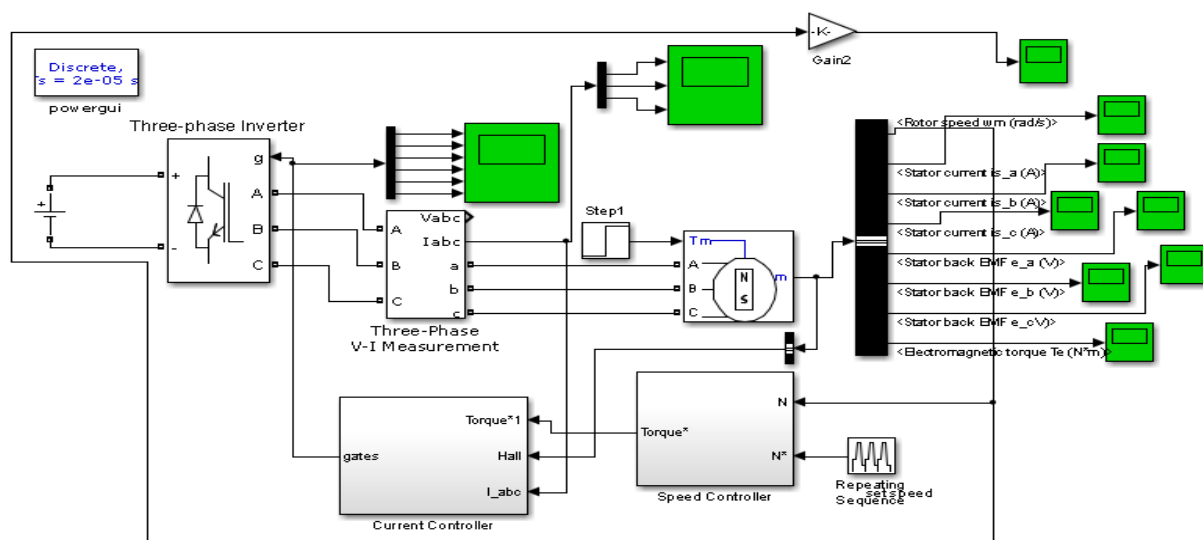 -K-
Gain2
Discrete,
s = 2e-05 s
powergui
Three-phase Inverter
g
A
B
C
+
-
+
Vabc
Iabc
A
B
C
a
b
c
Three-Phase
V-I Measurement
Step1
Tm
A
B
C
N
S
m
<Rotor speed wm (rad/s)>
<Stator current is_a (A)>
<Stator current is_b (A)>
<Stator current is_c (A)>
<Stator back EMF e_a (V)>
<Stator back EMF e_b (V)>
<Stator back EMF e_c V)>
<Electromagnetic torque Te (N*m)>
Torque*1
Hall
I_abc
gates
Current Controller
Torque*
N
N*
Speed Controller
Repeating
Sequence
set speed